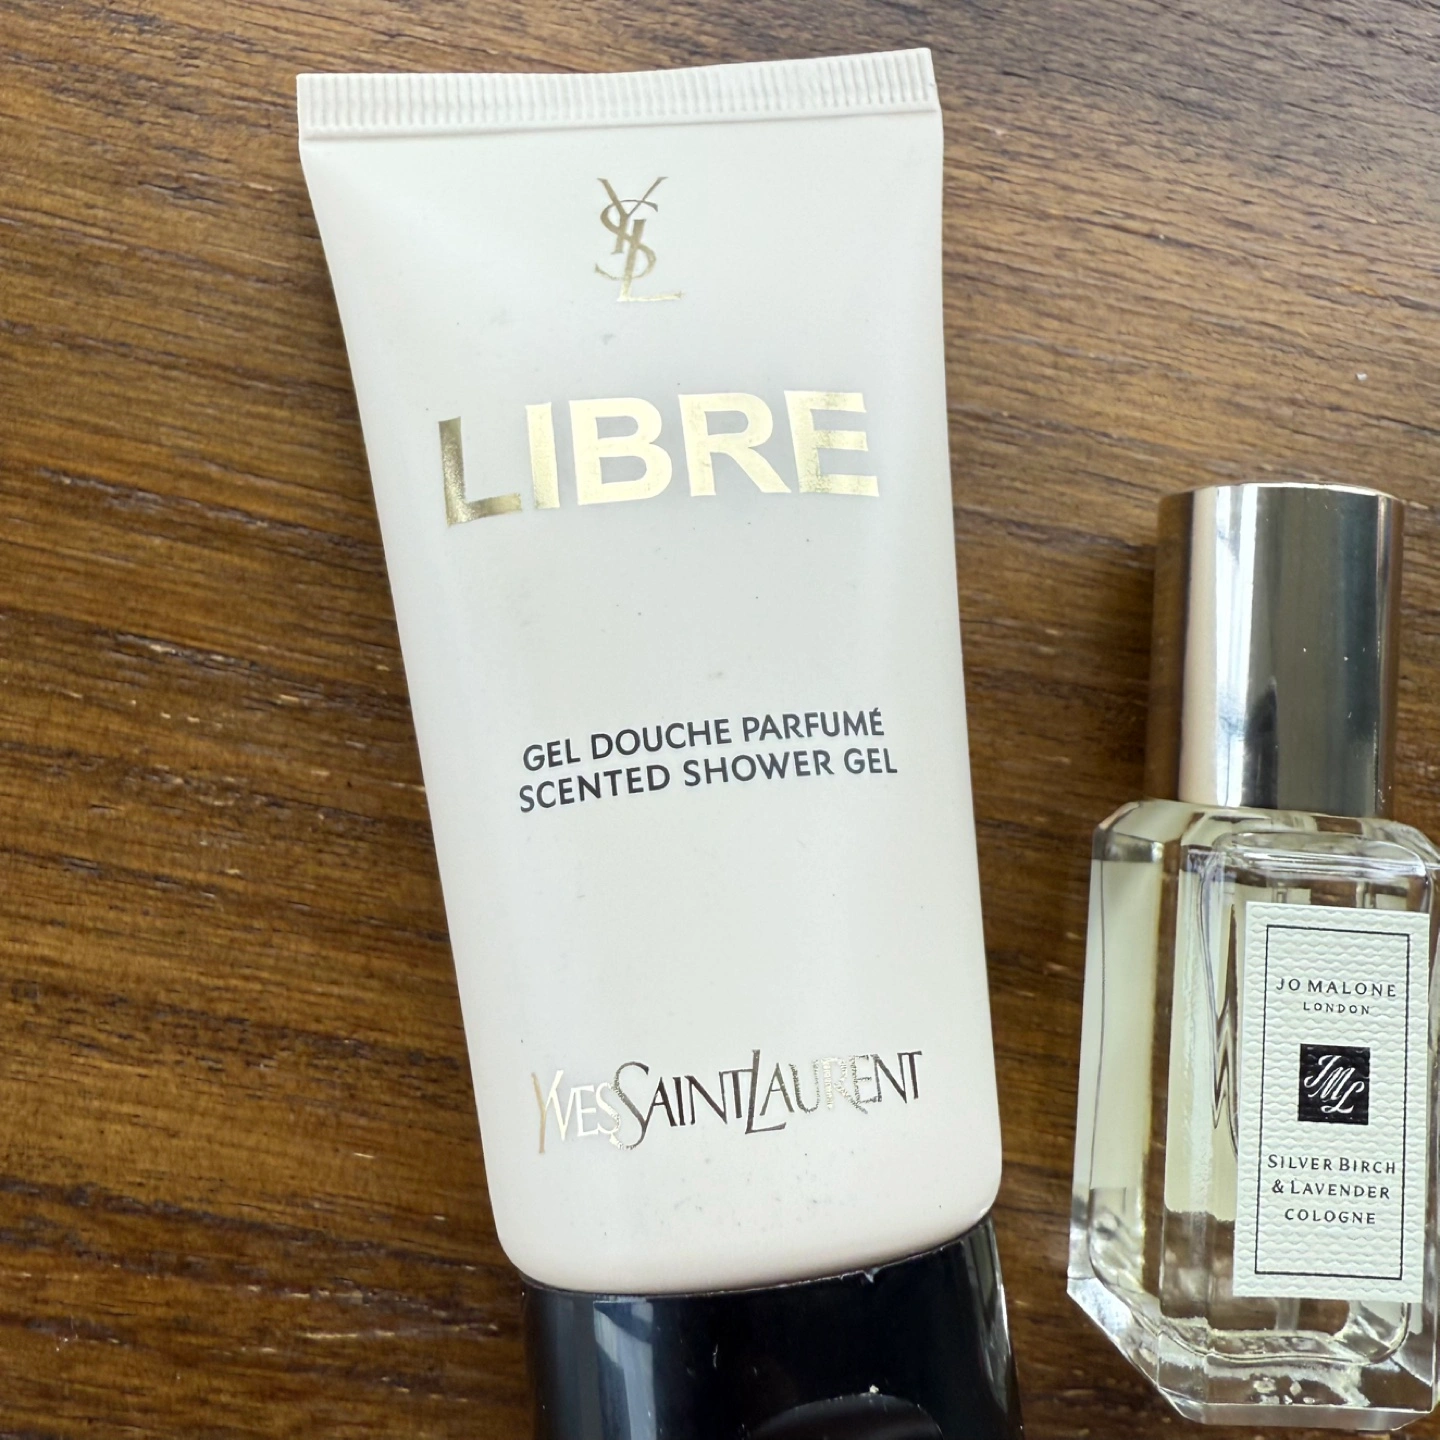 YSL
LIBRE
GEL DOUCHE PARFUMÉ
SCENTED SHOWER GEL
YVESSAINTLAURENT
JO MALONE
LONDON
JML
SILVER BIRCH
& LAVENDER
COLOGNE